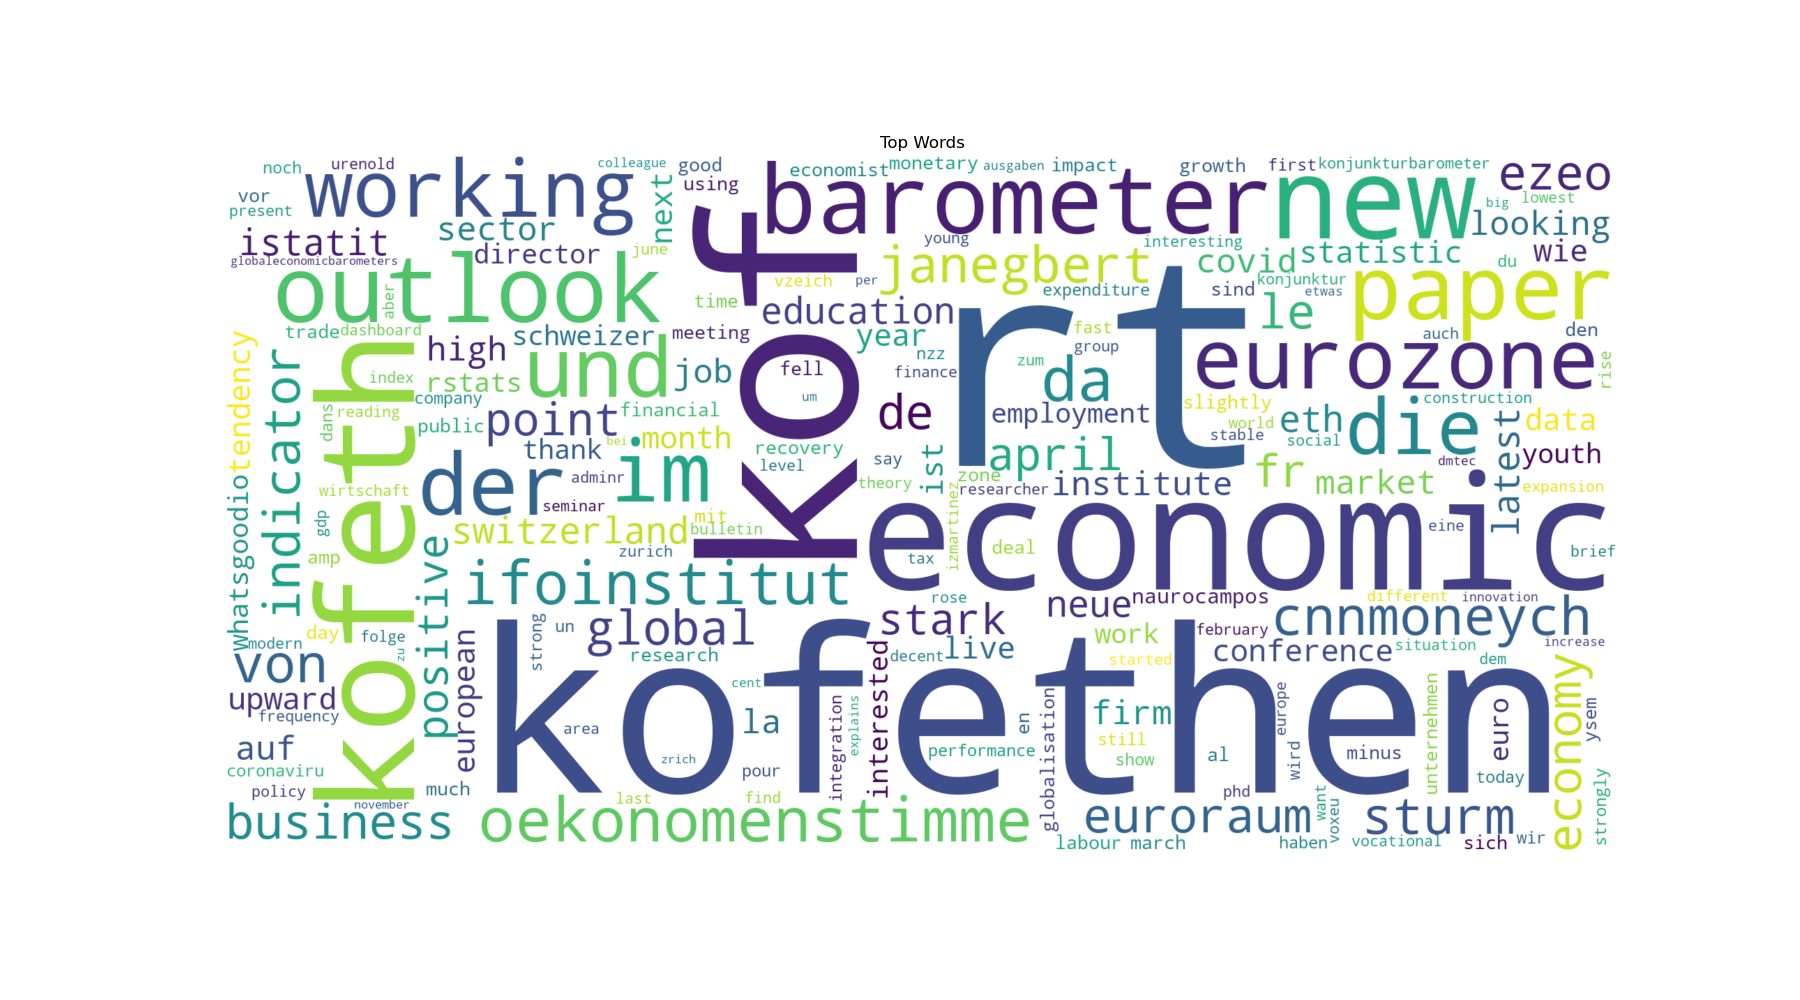 Top Words
noch
urenold
colleague
good
economist
monetary
ausgaben
impact
growth
first
konjunkturbarometer
ezeo
vor
working
next
using
kof
barometer
new
big
lowest
present
sector
looking
istatit
director
june
young
interesting
statistic
wie
globaleconomicbarometers
outlook
janegbert
covid
du
vzeich
per
konjunktur
paper
aber
time
education
expenditure
sind
etwas
le
trade
dashboard
schweizer
meeting
year
rt
fast
auch
den
whatsgoodiotendency
indicator
kofeth
high
und
job
fell
nzz
group
eurozone
rise
index
rstats
finance
zum
da
company
um
de
slightly
construction
dans
reading
point
financial
employment
world
eth
die
data
public
month
bei
stable
social
latest
thank
recovery
ist
april
youth
der
im
level
say
zone
fr
market
dmtec
adminr
theory
researcher
institute
expansion
wirtschaft
seminar
gdp
switzerland
mit
bulletin
izmartinez
economic
eine
amp
positive
zurich
tax
deal
brief
ifoinstitut
rose
neue
naurocampos
different
innovation
day
strong
un
global
stark
work
february
cnnmoneych
modern
folge
zu
european
research
interested
decent
live
started
conference
situation
dem
increase
von
kofethen
cent
upward
frequency
area
la
integration
explains
en
globalisation
firm
europe
unternehmen
euro
economy
ysem
auf
zrich
performance
still
show
al
wird
minus
coronaviru
pour
today
policy
much
november
last
find
phd
want
voxeu
strongly
business
oekonomenstimme
euroraum
sturm
labour
march
haben
vocational
sich
wir